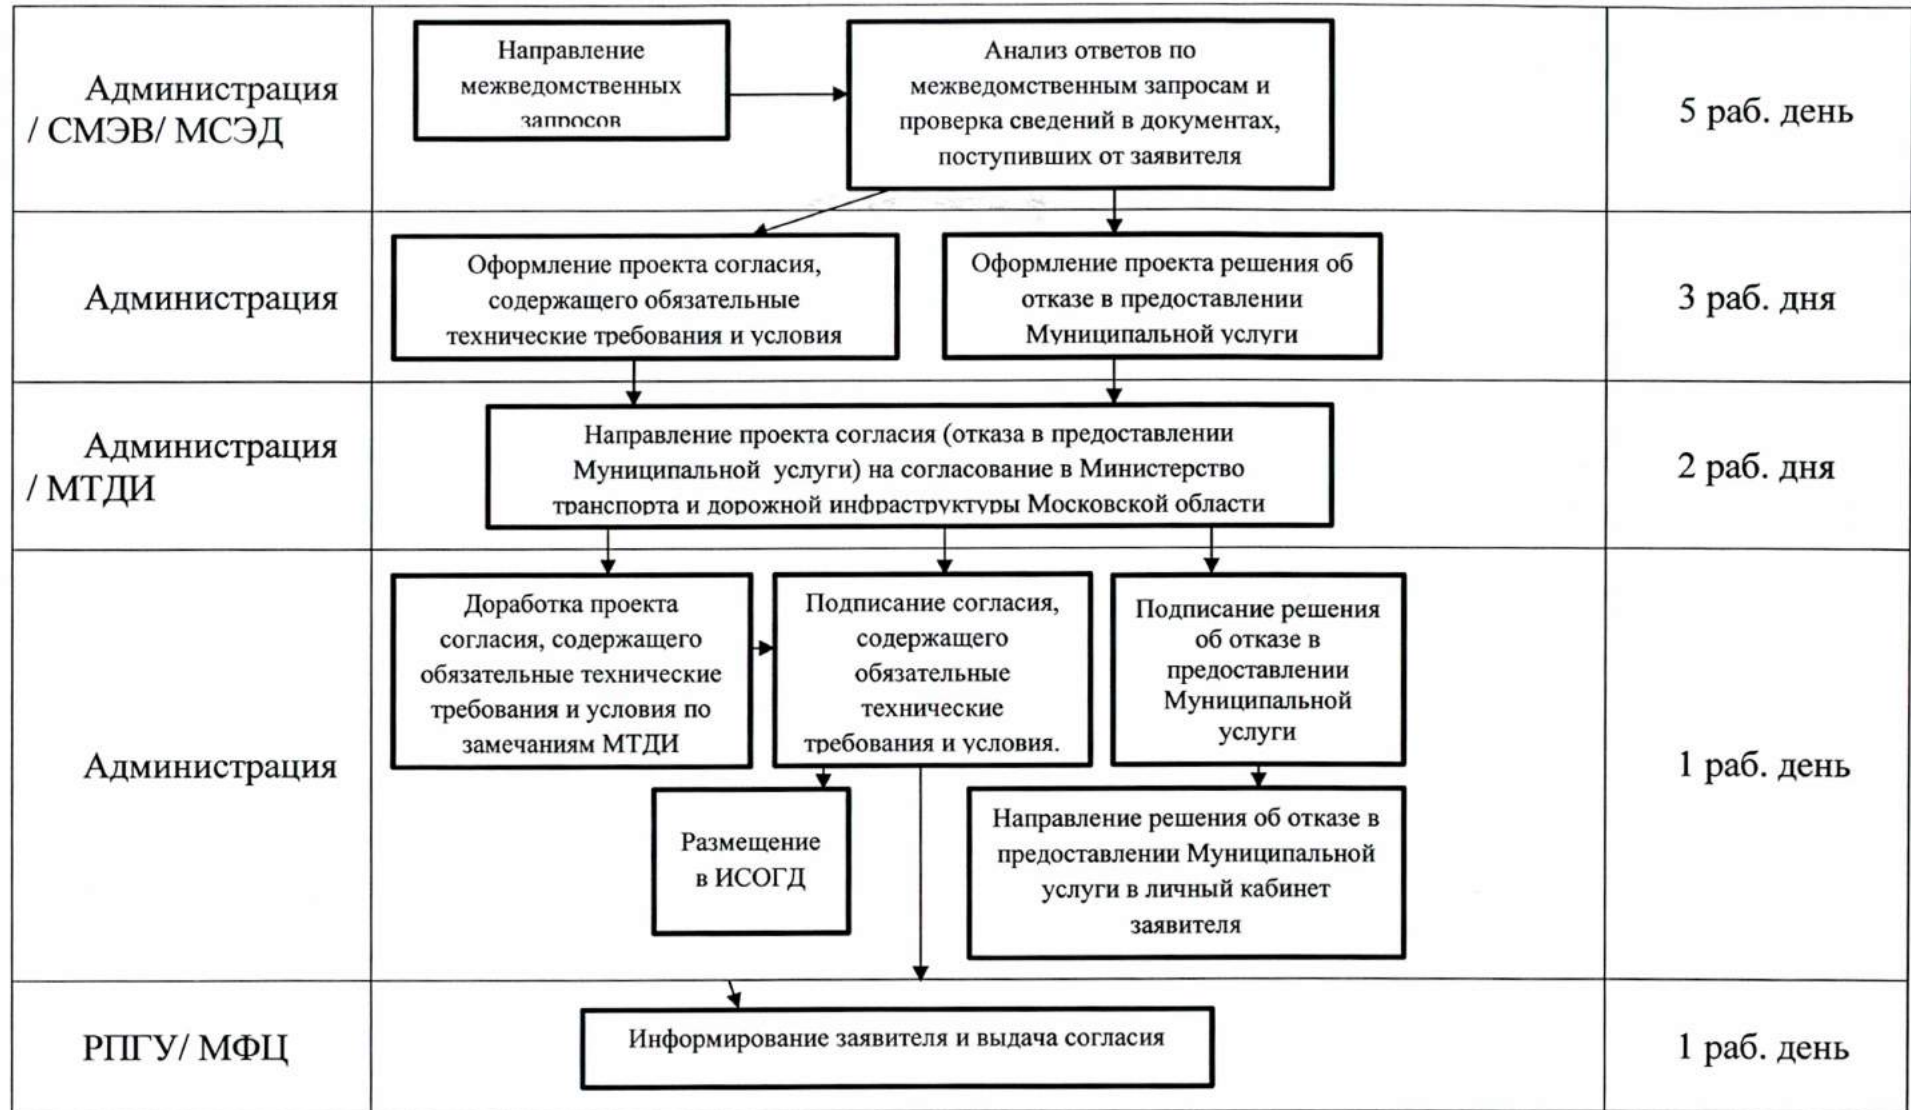 Администрация
/ СМЭВ/ МСЭД
Направление
межведомственных
запросов
Анализ ответов по
межведомственным запросам и
проверка сведений в документах,
поступивших от заявителя
5 раб. день
Администрация
Оформление проекта согласия,
содержащего обязательные
технические требования и условия
Оформление проекта решения об
отказе в предоставлении
Муниципальной услуги
3 раб. дня
Администрация
/ МТДИ
Направление проекта согласия (отказа в предоставлении
Муниципальной услуги) на согласование в Министерство
транспорта и дорожной инфраструктуры Московской области
2 раб. дня
Администрация
Доработка проекта
согласия, содержащего
обязательные технические
требования и условия по
замечаниям МТДИ
Подписание согласия,
содержащего
обязательные
технические
требования и условия.
Подписание решения
об отказе в
предоставлении
Муниципальной
услуги
Размещение
в ИСОГД
Направление решения об отказе в
предоставлении Муниципальной
услуги в личный кабинет
заявителя
1 раб. день
РПГУ/ МФЦ
Информирование заявителя и выдача согласия
1 раб. день